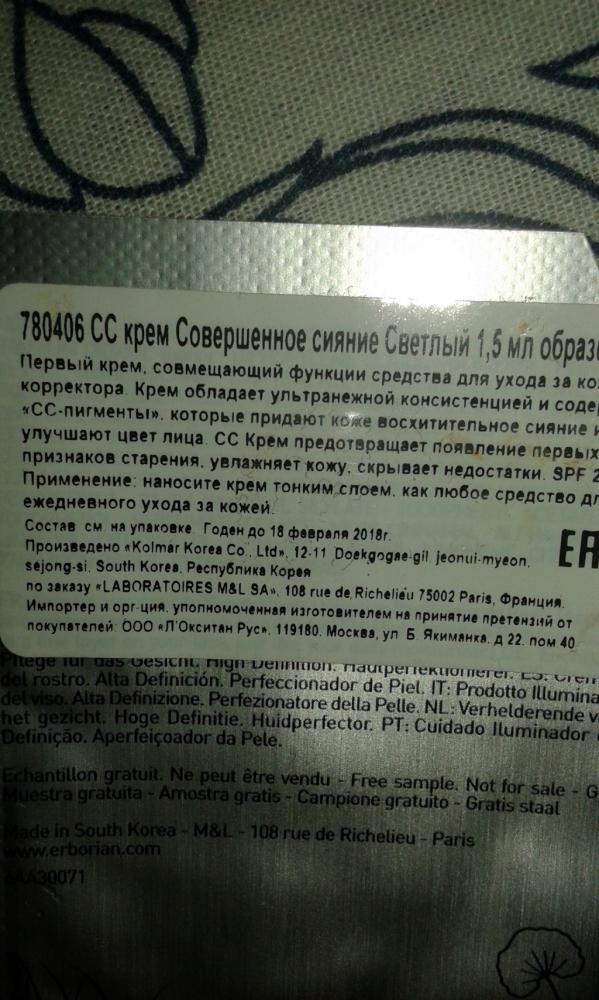 780406 СС крем Совершенное сияние Светлый 1,5 мл образ
Первый крем, совмещающий функции средства для ухода за ко
корректора. Крем обладает ультранежной консистенцией и соде
«СС-пигменты». которые придают коже восхитительное сияние и
улучшают цвет лица. СС Крем предотвращает появление первых
признаков старения, увлажняет кожу, скрывает недостатки. SPF 2
Применение: наносите крем тонким слоем, как любое средство дл
ежедневного ухода за кожей.
Состав см. на упаковке Годен до 18 февраля 2018г.
Произведено «Kolmar Korea Co., Ltd», 12-11 Doekgogae-gil, jeonui-myeon,
sejong-si, South Korea, Республика Корея
по заказу «LABORATOIRES M&L SA», 108 rue de Richelieu 75002 Paris, Франция.
Импортер и орг-ция, уполномоченная изготовителем на принятие претензий от
покупателей: ООО «Л'Окситан Рус», 119180, Москва, ул. Б. Якиманка, д 22, пом 40
EA
Pflege für das Gesicht. High Definition. Hautperfektionierer. ES: Crem
del rostro. Alta Definición. Perfeccionador de Piel. IT: Prodotto Illumina
del viso. Alta Definizione. Perfezionatore della Pelle. NL: Verhelderende v
het gezicht. Hoge Definitie. Huidperfector. PT: Cuidado Iluminador
Definição. Aperfeiçoador da Pele.
Echantillon gratuit. Ne peut être vendu - Free sample. Not for sale - G
Muestra gratuita - Amostra gratis - Campione gratuito - Gratis staal
Made in South Korea - M&L - 108 rue de Richelieu - Paris
www.erborian.com
6AA30071